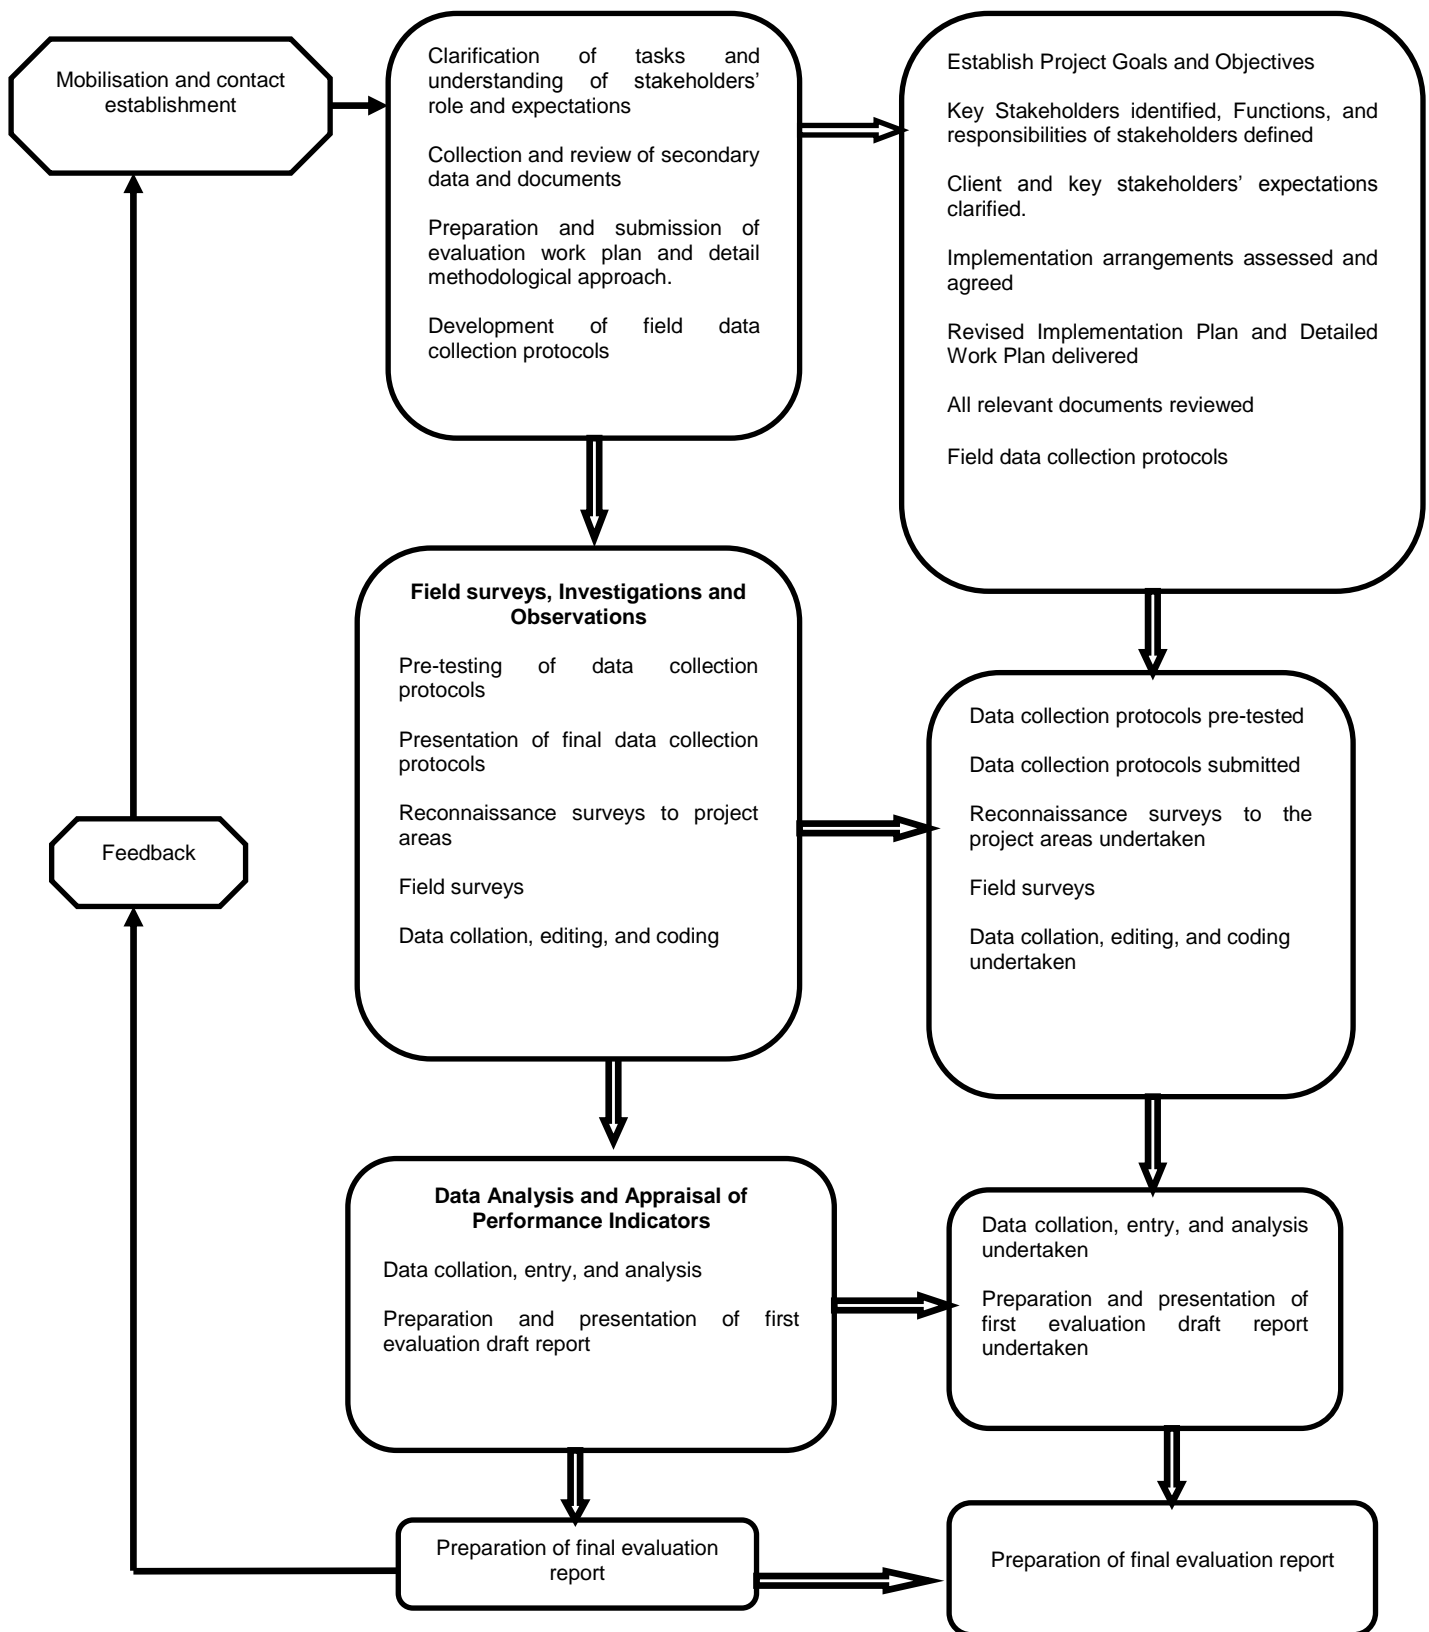 Mobilisation and contact
establishment
Clarification of tasks and
understanding of stakeholders’
role and expectations
Collection and review of secondary
data and documents
Preparation and submission of
evaluation work plan and detail
methodological approach.
Development of field data
collection protocols
Establish Project Goals and Objectives
Key Stakeholders identified, Functions, and
responsibilities of stakeholders defined
Client and key stakeholders’ expectations
clarified.
Implementation arrangements assessed and
agreed
Revised Implementation Plan and Detailed
Work Plan delivered
All relevant documents reviewed
Field data collection protocols
Field surveys, Investigations and
Observations
Pre-testing of data collection
protocols
Presentation of final data collection
protocols
Reconnaissance surveys to project
areas
Field surveys
Data collation, editing, and coding
Data collection protocols pre-tested
Data collection protocols submitted
Reconnaissance surveys to the
project areas undertaken
Field surveys
Data collation, editing, and coding
undertaken
Feedback
Data Analysis and Appraisal of
Performance Indicators
Data collation, entry, and analysis
Preparation and presentation of first
evaluation draft report
Data collation, entry, and analysis
undertaken
Preparation and presentation of
first evaluation draft report
undertaken
Preparation of final evaluation
report
Preparation of final evaluation report